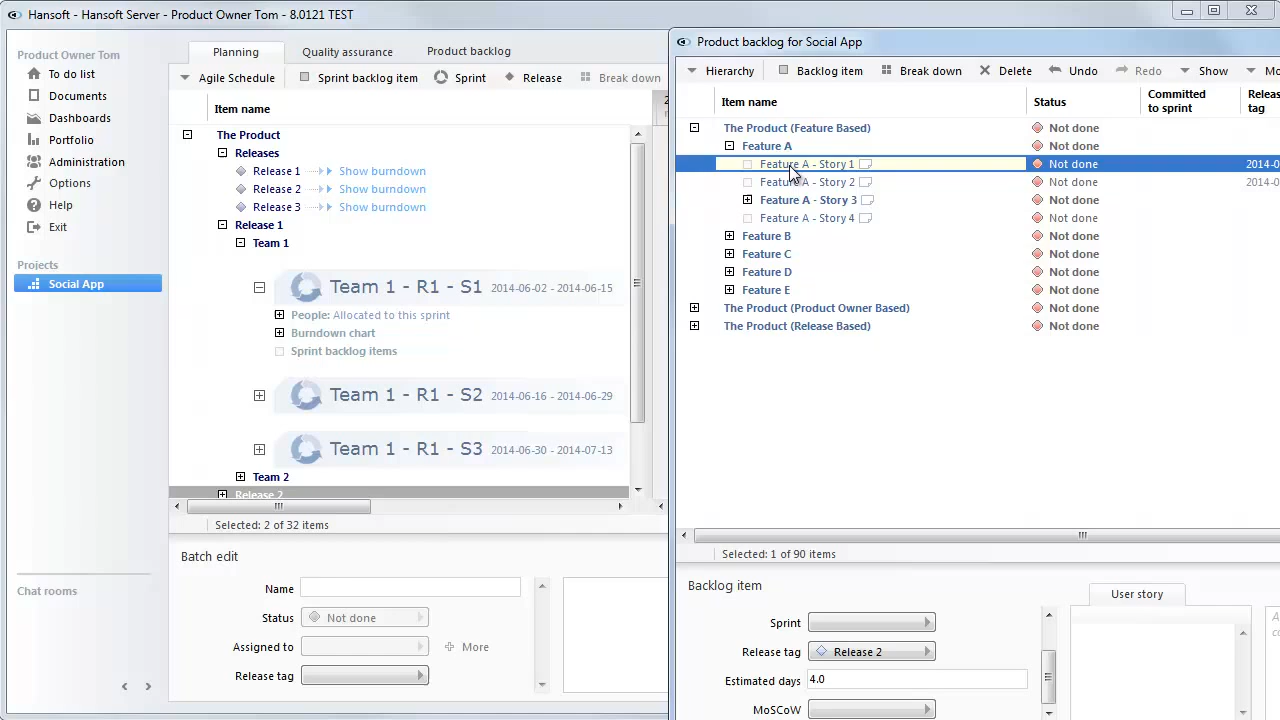 Hansoft - Hansoft Server - Product Owner Tom - 8.0121 TEST
Product Owner Tom
To do list
Documents
Dashboards
Portfolio
Administration
Options
Help
Exit
Projects
Social App
Chat rooms
Planning
Quality assurance
Product backlog
Agile Schedule
Sprint backlog item
Sprint
Release
Break down
Item name
The Product
Releases
Release 1 Show burndown
Release 2 Show burndown
Release 3 Show burndown
Release 1
Team 1
Team 1 - R1 - S1 2014-06-02 - 2014-06-15
People: Allocated to this sprint
Burndown chart
Sprint backlog items
Team 1 - R1 - S2 2014-06-16 - 2014-06-29
Team 1 - R1 - S3 2014-06-30 - 2014-07-13
Team 2
Release 2
Selected: 2 of 32 items
Batch edit
Name
Status Not done
Assigned to More
Release tag
Product backlog for Social App
Hierarchy
Backlog item
Break down
Delete
Undo
Redo
Show
Mo
Item name
Status
Committed
to sprint
Releas
tag
The Product (Feature Based) Not done
Feature A Not done
Feature A - Story 1 Not done 2014-0
Feature A - Story 2 Not done 2014-0
Feature A - Story 3 Not done
Feature A - Story 4 Not done
Feature B Not done
Feature C Not done
Feature D Not done
Feature E Not done
The Product (Product Owner Based) Not done
The Product (Release Based) Not done
Selected: 1 of 90 items
Backlog item
Sprint
Release tag Release 2
Estimated days 4.0
MoSCoW
User story